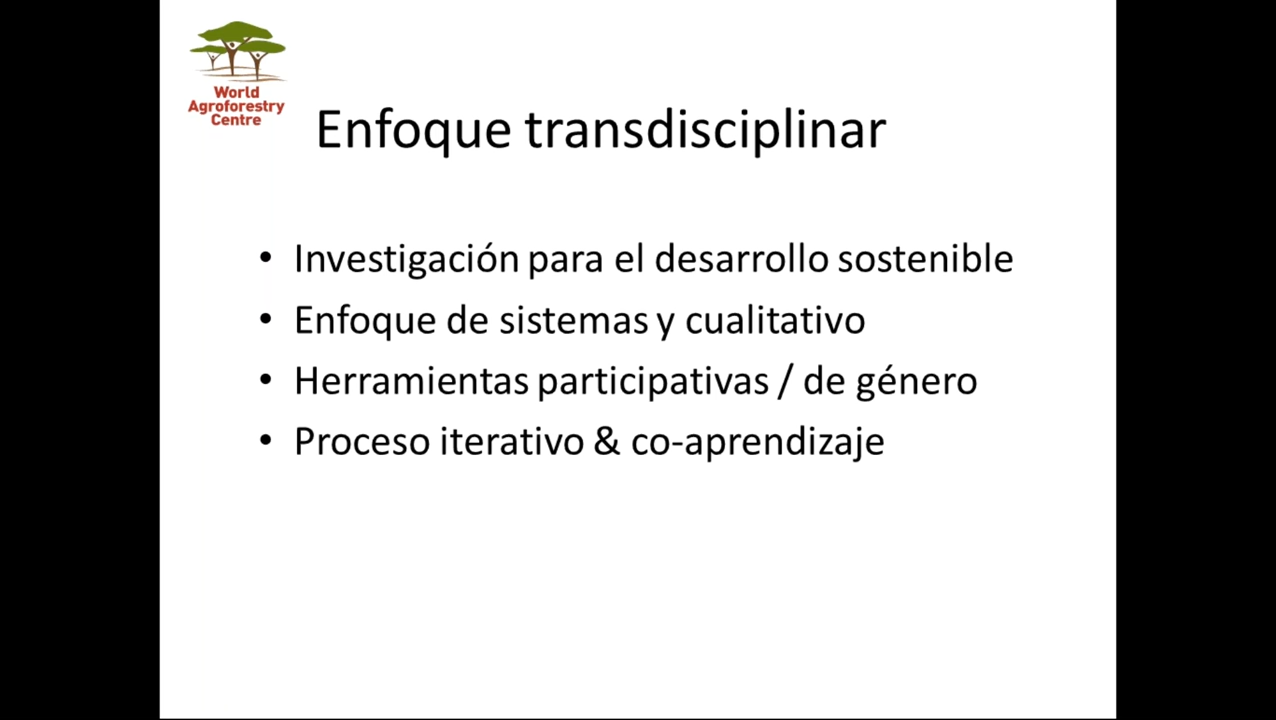 World
Agroforestry
Centre
Enfoque transdisciplinar
• Investigación para el desarrollo sostenible
• Enfoque de sistemas y cualitativo
• Herramientas participativas / de género
• Proceso iterativo & co-aprendizaje